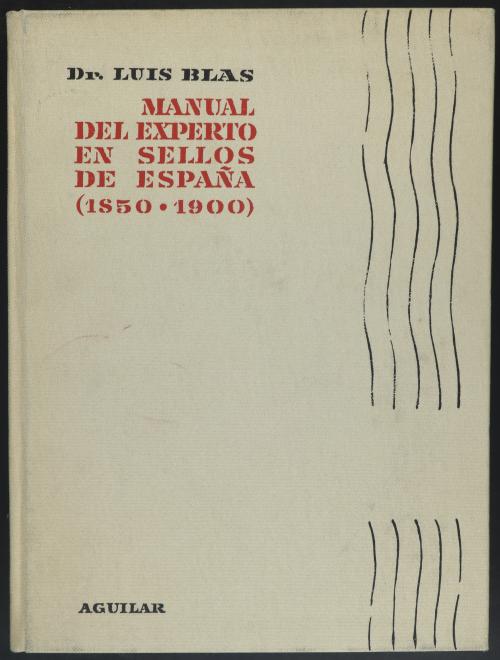 Dr. LUIS BLAS
MANUAL
DEL EXPERTO
EN SELLOS
DE ESPAÑA
(1850 • 1900)
AGUILAR